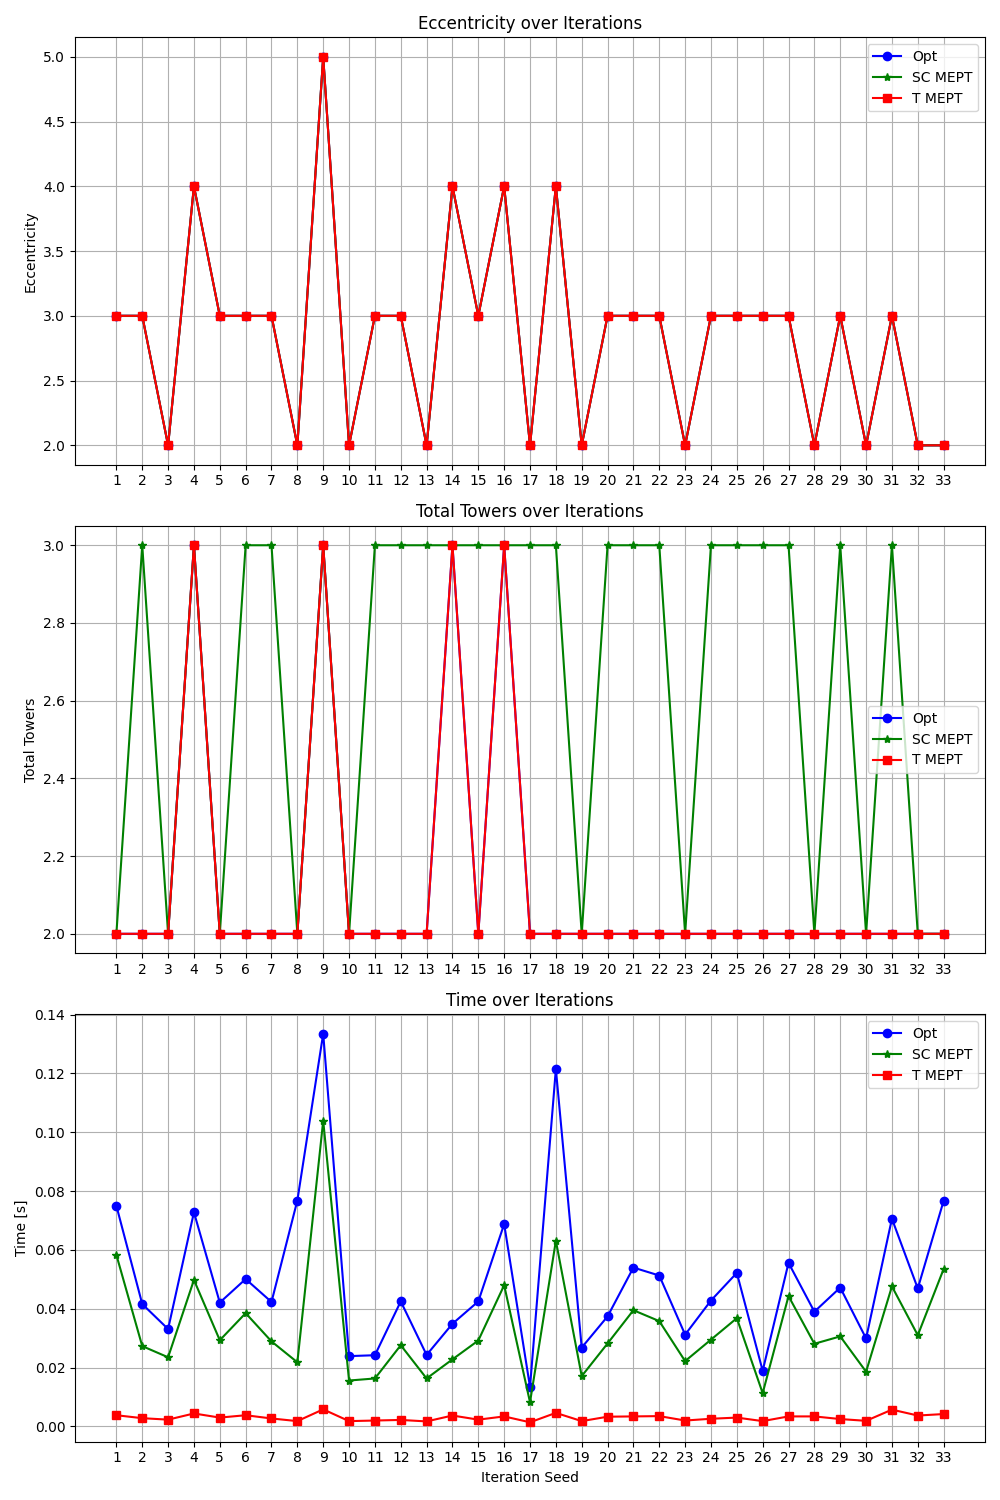 Eccentricity over Iterations
5.0
4.5
4.0
3.5
3.0
2.5
2.0
Eccentricity
Opt
SC MEPT
T MEPT
1 2 3 4 5 6 7 8 9 10 11 12 13 14 15 16 17 18 19 20 21 22 23 24 25 26 27 28 29 30 31 32 33
Total Towers over Iterations
3.0
2.8
2.6
2.4
2.2
2.0
Total Towers
Opt
SC MEPT
T MEPT
1 2 3 4 5 6 7 8 9 10 11 12 13 14 15 16 17 18 19 20 21 22 23 24 25 26 27 28 29 30 31 32 33
Time over Iterations
0.14
0.12
0.10
0.08
0.06
0.04
0.02
0.00
Time [s]
Opt
SC MEPT
T MEPT
1 2 3 4 5 6 7 8 9 10 11 12 13 14 15 16 17 18 19 20 21 22 23 24 25 26 27 28 29 30 31 32 33
Iteration Seed